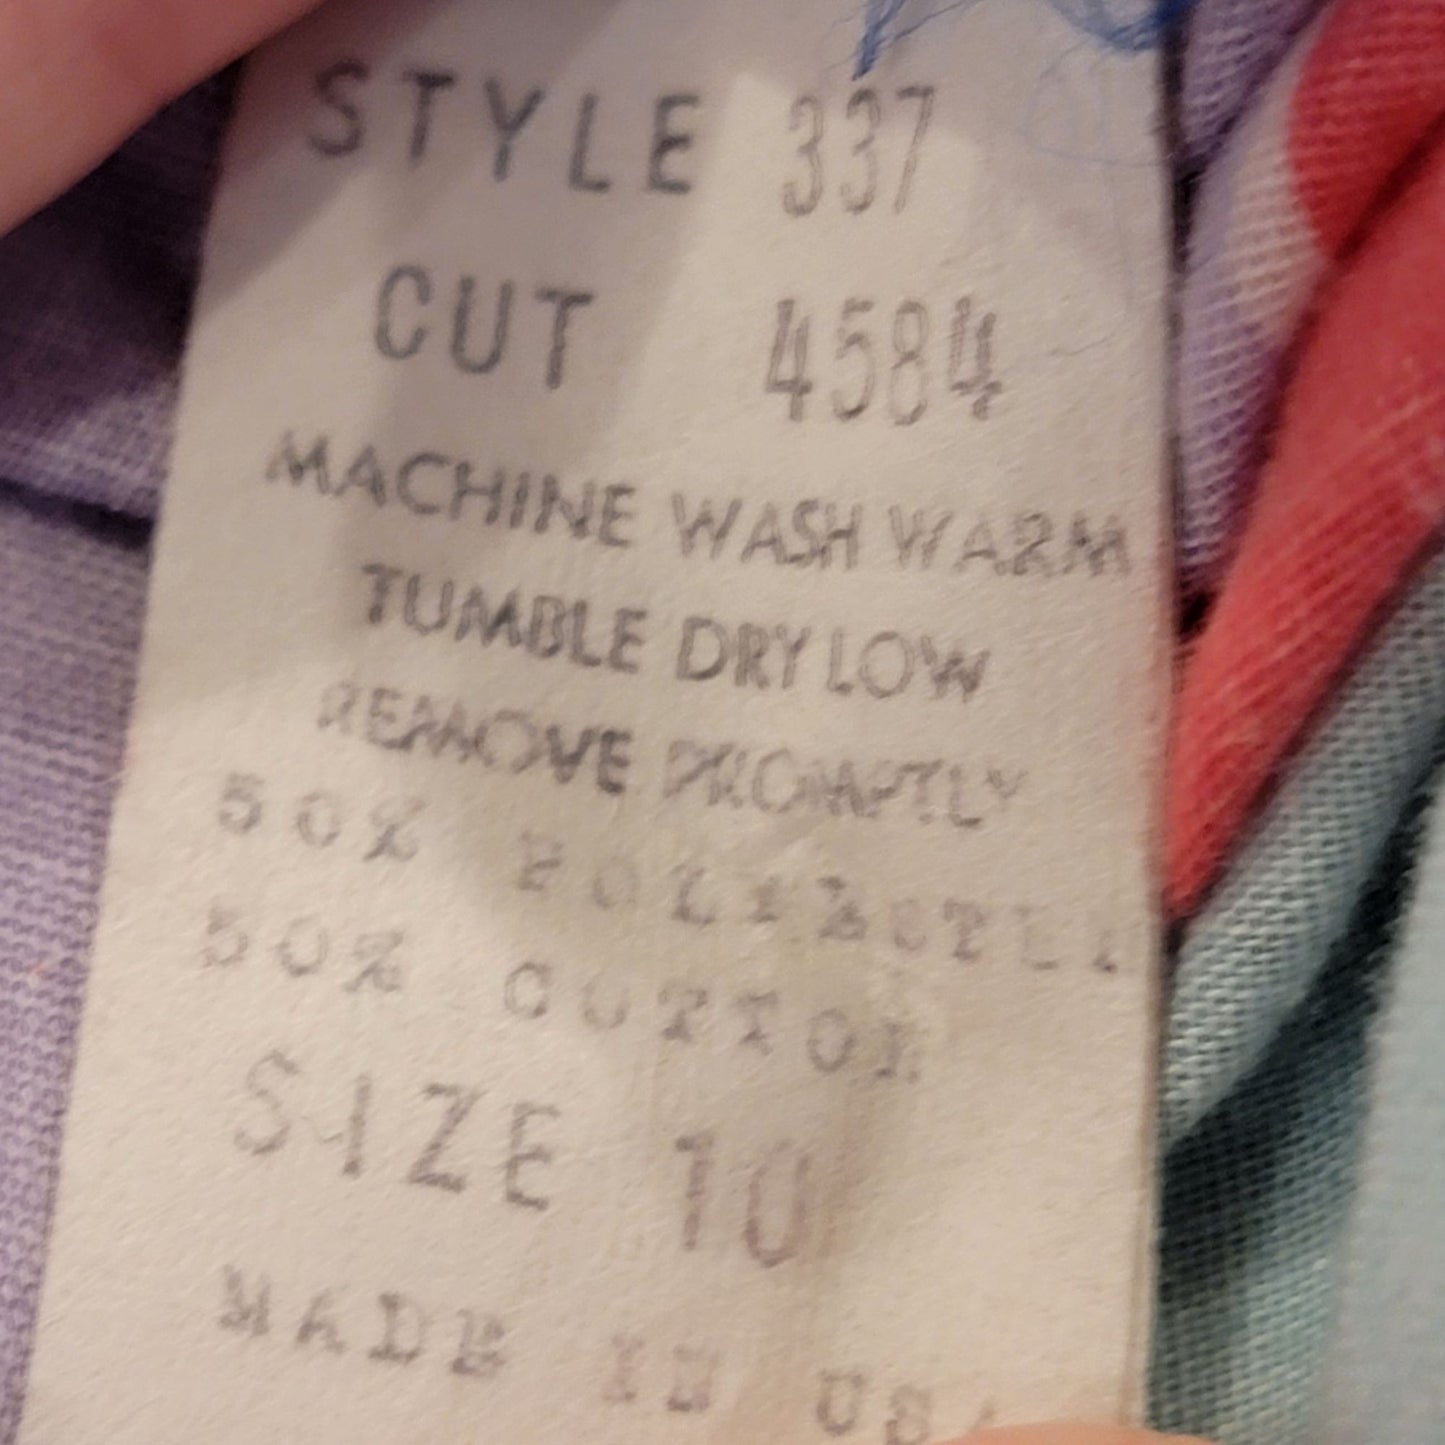 STYLE 337
CUT 4584
MACHINE WASH WARM
TUMBLE DRY LOW
REMOVE PROMPTLY
50% POLYESTER
50% COTTON
SIZE 10
MADE IN USA